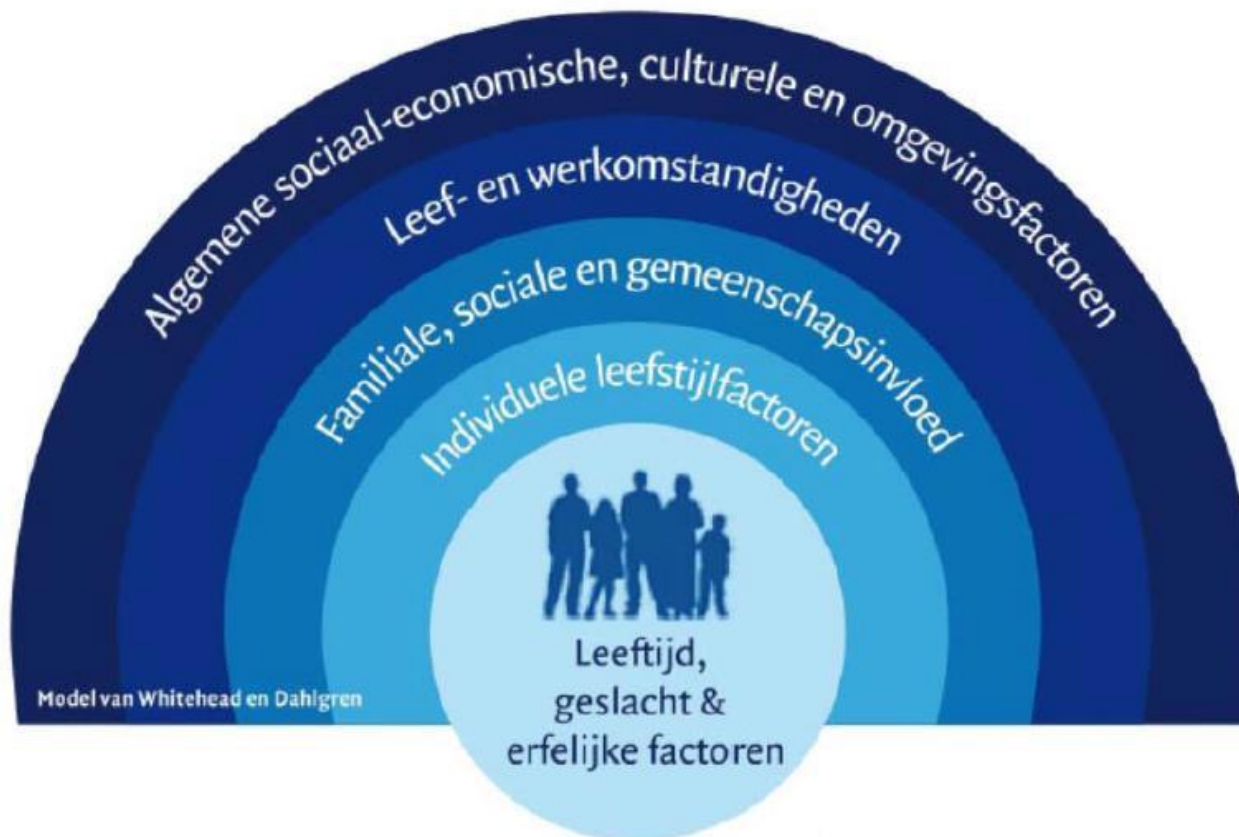 Algemene sociaal-economische, culturele en omgevingsfactoren
Leef- en werkomstandigheden
Familiale, sociale en gemeenschapsinvloed
Individuele leefstijlfactoren
Leeftijd,
geslacht &
erfelijke factoren
Model van Whitehead en Dahlgren